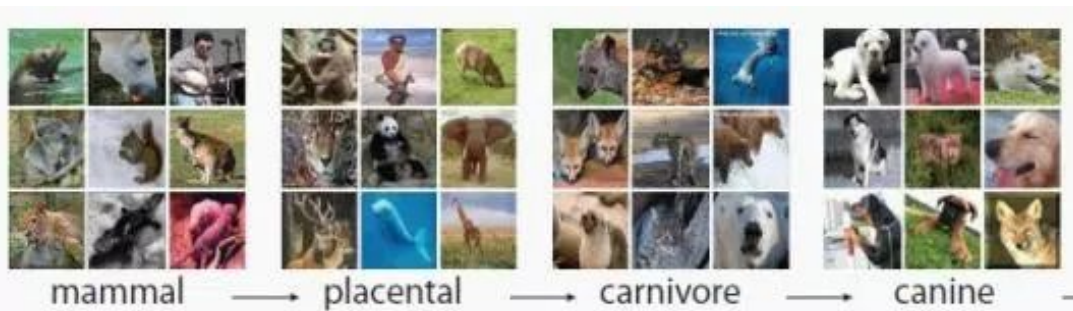 mammal → placental → carnivore → canine →